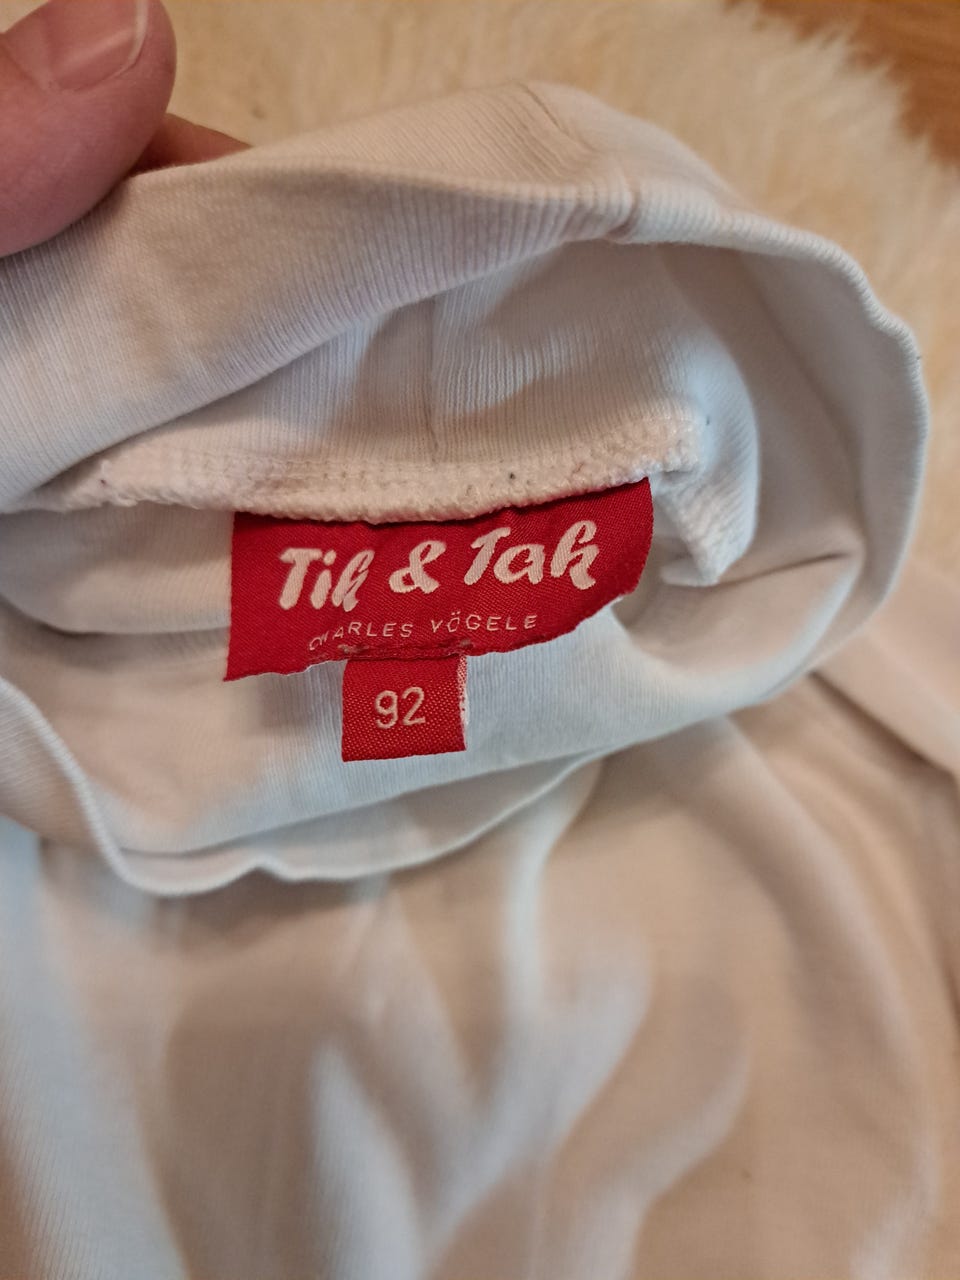 Tik & Tak
CHARLES VÖGELE
92